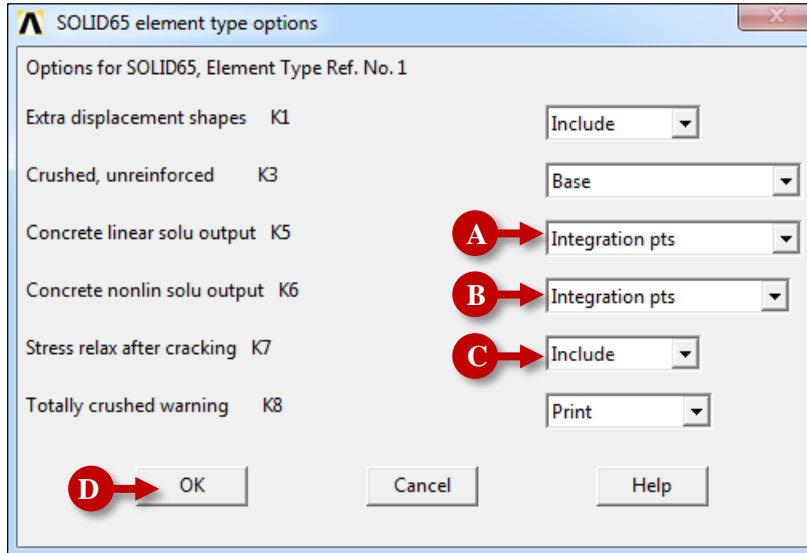 SOLID65 element type options
Options for SOLID65, Element Type Ref. No. 1
Extra displacement shapes K1 Include
Crushed, unreinforced K3 Base
Concrete linear solu output K5 A Integration pts
Concrete nonlin solu output K6 B Integration pts
Stress relax after cracking K7 C Include
Totally crushed warning K8 Print
D OK Cancel Help